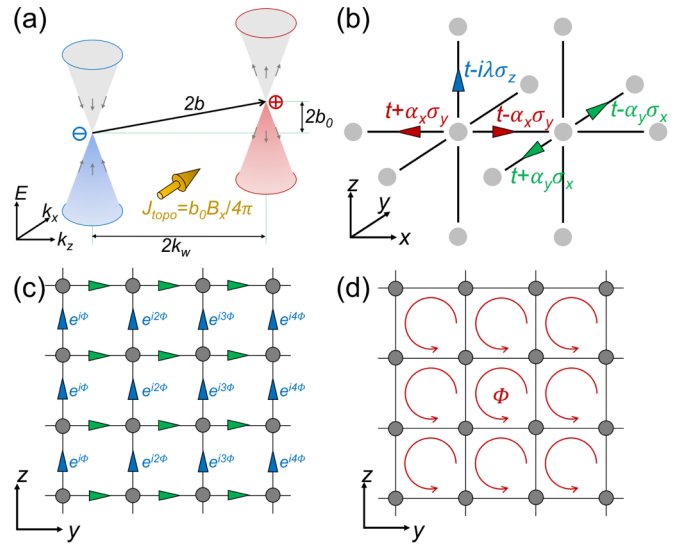 (a)
2b
2b₀
⊖
⊕
E
kₓ
k_z
J_topo=b₀Bₓ/4π
2k_w
(b)
t-iλσ_z
t+αₓσ_y
t-αₓσ_y
t-α_yσₓ
t+α_yσₓ
z
y
x
(c)
e^{iΦ} e^{i2Φ} e^{i3Φ} e^{i4Φ}
e^{iΦ} e^{i2Φ} e^{i3Φ} e^{i4Φ}
e^{iΦ} e^{i2Φ} e^{i3Φ} e^{i4Φ}
z
y
(d)
Φ
z
y